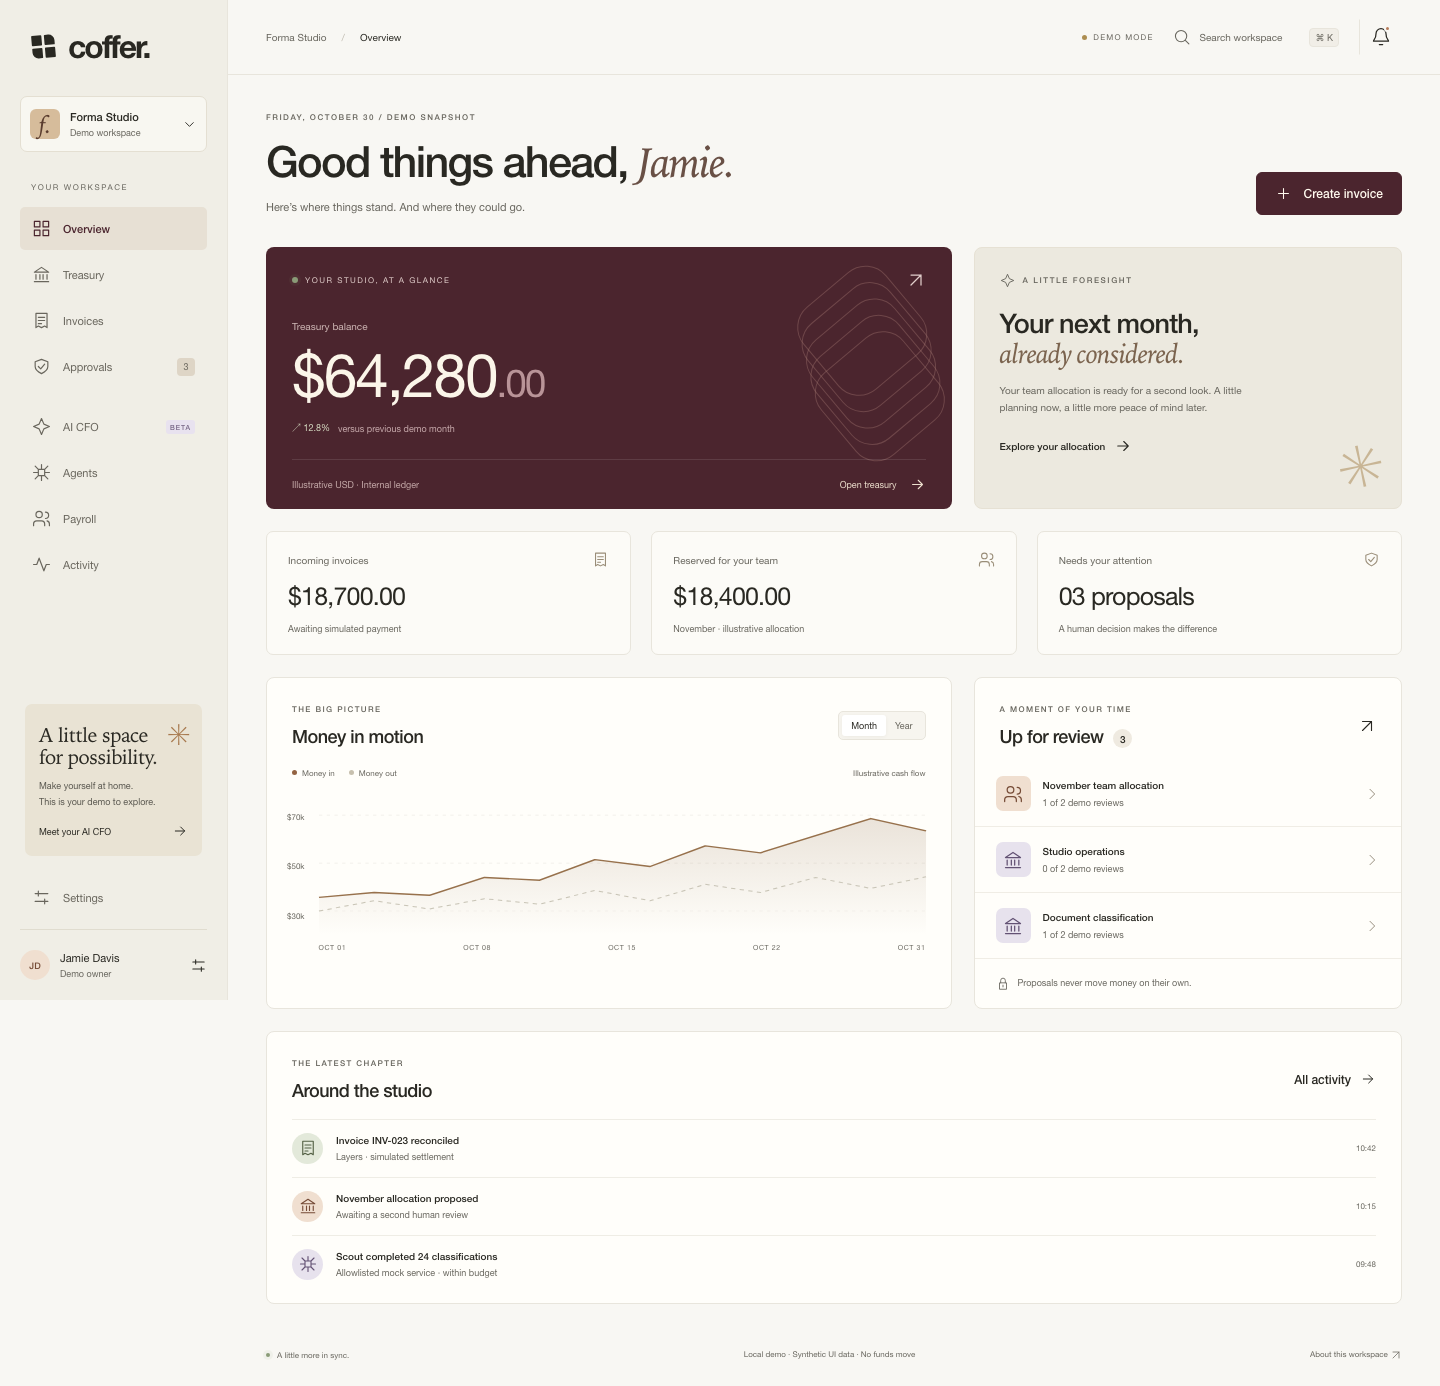 coffer.
f.
Forma Studio
Demo workspace
YOUR WORKSPACE
Overview
Treasury
Invoices
Approvals
3
AI CFO
BETA
Agents
Payroll
Activity
A little space
for possibility.
Make yourself at home.
This is your demo to explore.
Meet your AI CFO
Settings
JD
Jamie Davis
Demo owner
Forma Studio / Overview
DEMO MODE
Search workspace
⌘ K
FRIDAY, OCTOBER 30 / DEMO SNAPSHOT
Good things ahead, Jamie.
Here's where things stand. And where they could go.
Create invoice
YOUR STUDIO, AT A GLANCE
Treasury balance
$64,280.00
12.8% versus previous demo month
Illustrative USD · Internal ledger
Open treasury
A LITTLE FORESIGHT
Your next month,
already considered.
Your team allocation is ready for a second look. A little
planning now, a little more peace of mind later.
Explore your allocation
Incoming invoices
$18,700.00
Awaiting simulated payment
Reserved for your team
$18,400.00
November · illustrative allocation
Needs your attention
03 proposals
A human decision makes the difference
THE BIG PICTURE
Money in motion
Month Year
Money in Money out
Illustrative cash flow
$70k
$50k
$30k
OCT 01 OCT 08 OCT 15 OCT 22 OCT 31
A MOMENT OF YOUR TIME
Up for review 3
November team allocation
1 of 2 demo reviews
Studio operations
0 of 2 demo reviews
Document classification
1 of 2 demo reviews
Proposals never move money on their own.
THE LATEST CHAPTER
Around the studio
All activity
Invoice INV-023 reconciled
Layers · simulated settlement
10:42
November allocation proposed
Awaiting a second human review
10:15
Scout completed 24 classifications
Allowlisted mock service · within budget
09:48
A little more in sync.
Local demo · Synthetic UI data · No funds move
About this workspace